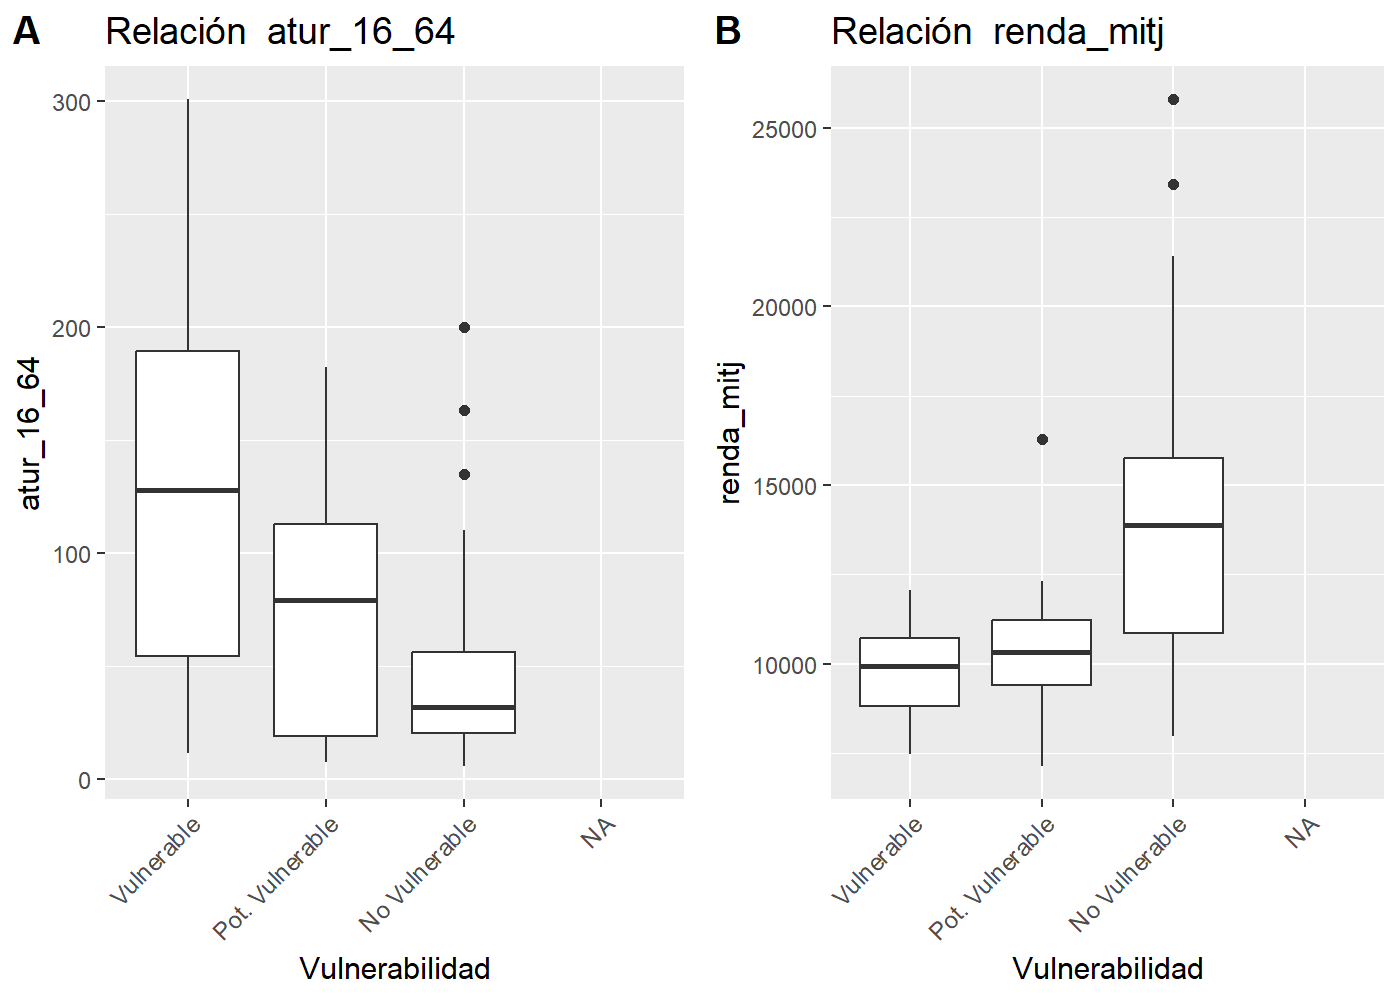 A
Relación  atur_16_64
300
200
100
0
atur_16_64
Vulnerable
Pot. Vulnerable
No Vulnerable
NA
Vulnerabilidad
B
Relación  renda_mitj
25000
20000
15000
10000
renda_mitj
Vulnerable
Pot. Vulnerable
No Vulnerable
NA
Vulnerabilidad